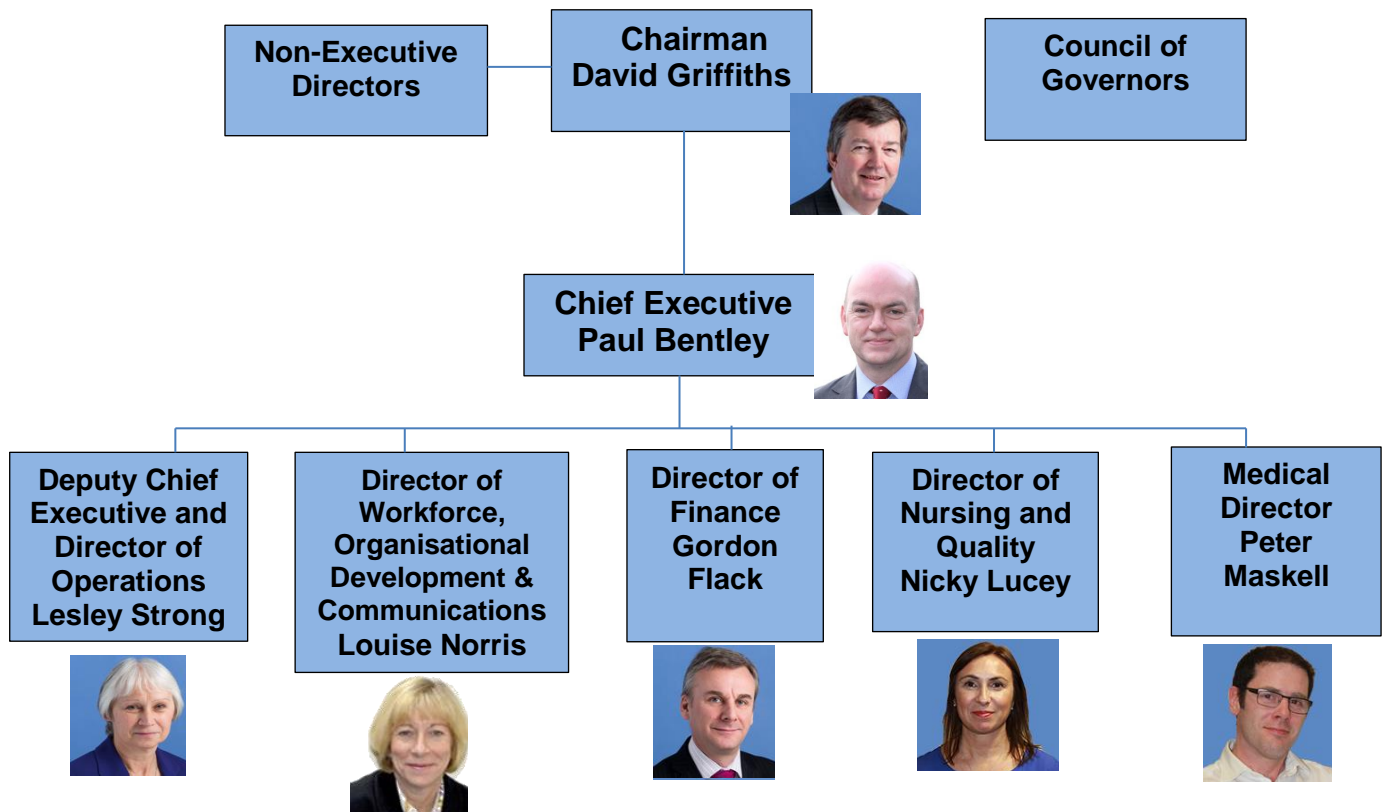 Non-Executive
Directors
Chairman
David Griffiths
Council of
Governors
Chief Executive
Paul Bentley
Deputy Chief
Executive and
Director of
Operations
Lesley Strong
Director of
Workforce,
Organisational
Development &
Communications
Louise Norris
Director of
Finance
Gordon
Flack
Director of
Nursing and
Quality
Nicky Lucey
Medical
Director
Peter
Maskell